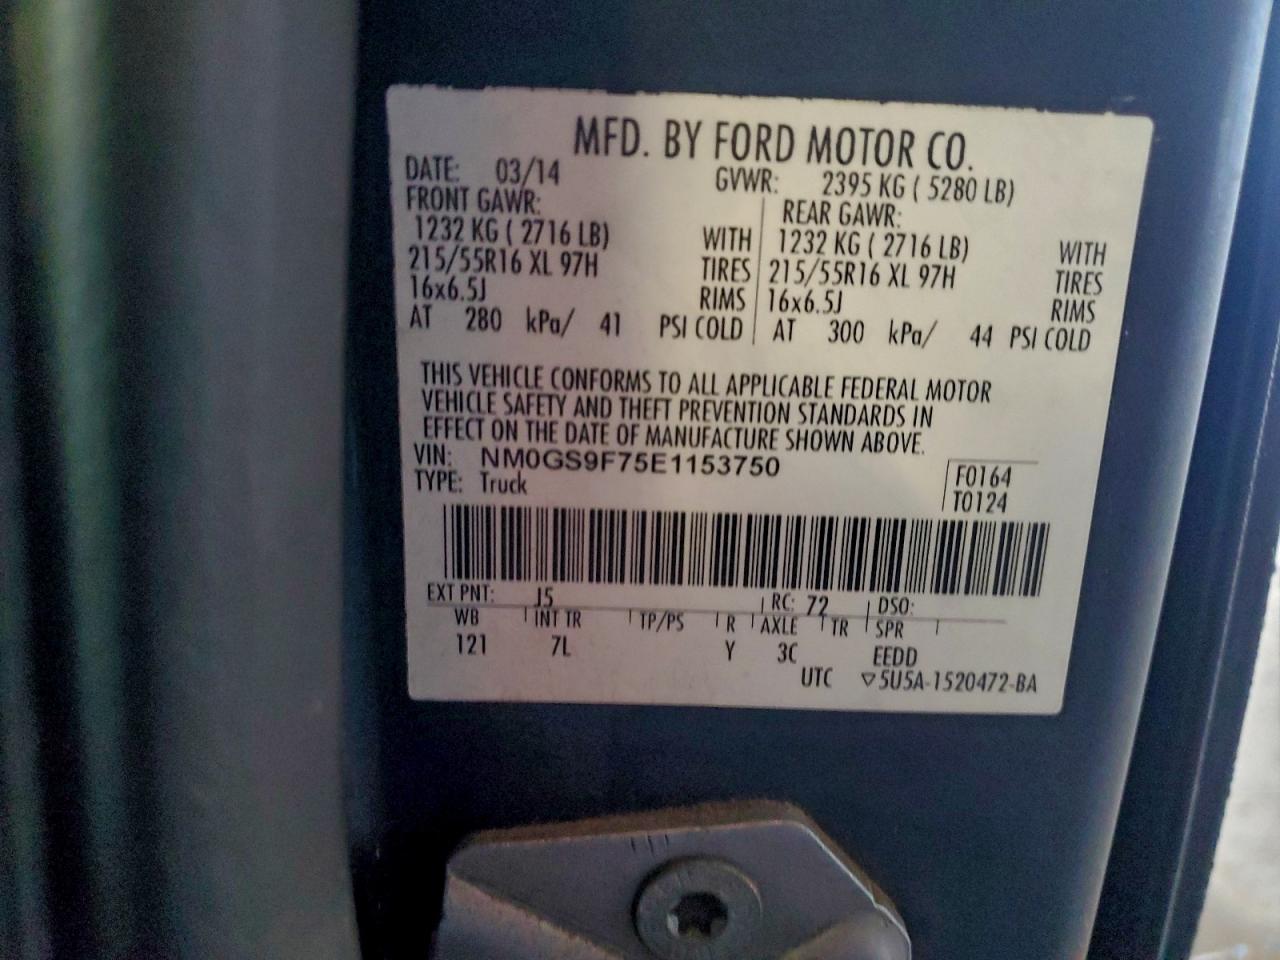 MFD. BY FORD MOTOR CO.
DATE: 03/14 GVWR: 2395 KG ( 5280 LB)
FRONT GAWR: REAR GAWR:
1232 KG ( 2716 LB) WITH 1232 KG ( 2716 LB) WITH
215/55R16 XL 97H TIRES 215/55R16 XL 97H TIRES
16x6.5J RIMS 16x6.5J RIMS
AT 280 kPa/ 41 PSI COLD AT 300 kPa/ 44 PSI COLD
THIS VEHICLE CONFORMS TO ALL APPLICABLE FEDERAL MOTOR
VEHICLE SAFETY AND THEFT PREVENTION STANDARDS IN
EFFECT ON THE DATE OF MANUFACTURE SHOWN ABOVE.
VIN: NM0GS9F75E1153750
TYPE: Truck
F0164
T0124
EXT PNT: J5 RC: 72 DSO:
WB INT TR TP/PS R AXLE TR SPR
121 7L Y 3C EEDD
UTC ▽5U5A-1520472-BA